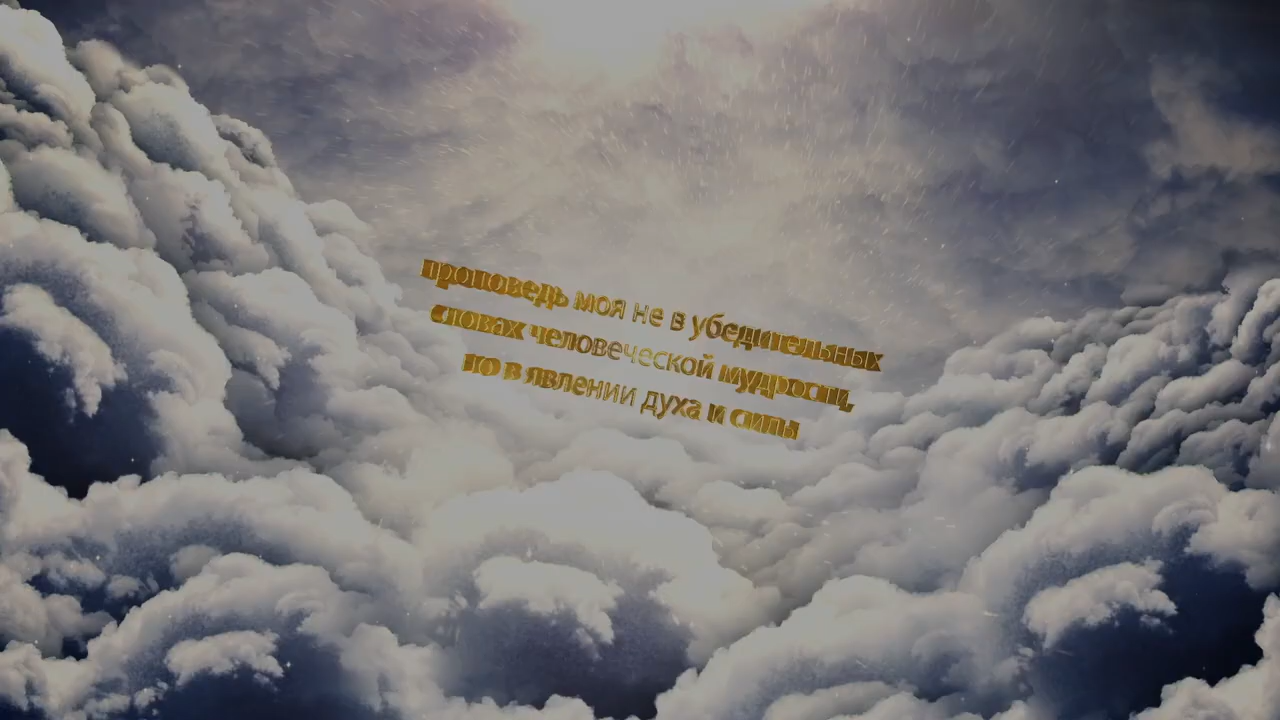 проповедь моя не в убедительных
словах человеческой мудрости,
но в явлении духа и силы